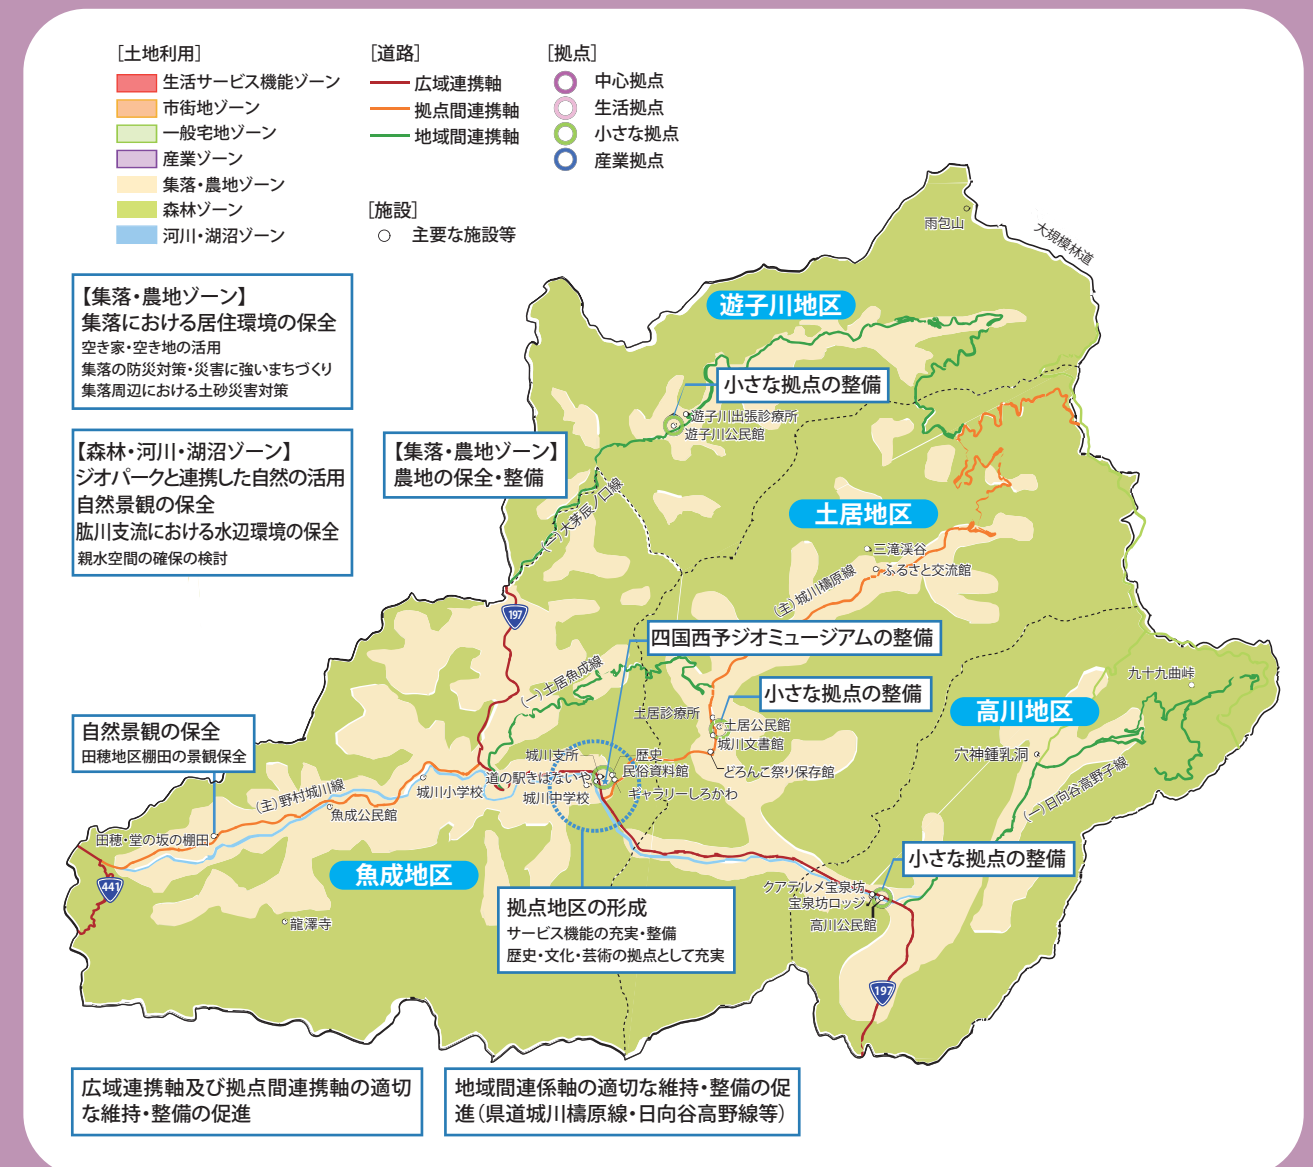 ［土地利用］
生活サービス機能ゾーン
市街地ゾーン
一般宅地ゾーン
産業ゾーン
集落・農地ゾーン
森林ゾーン
河川・湖沼ゾーン
［道路］
広域連携軸
拠点間連携軸
地域間連携軸
［施設］
主要な施設等
［拠点］
中心拠点
生活拠点
小さな拠点
産業拠点
雨包山
大規模林道
【集落・農地ゾーン】
集落における居住環境の保全
空き家・空き地の活用
集落の防災対策・災害に強いまちづくり
集落周辺における土砂災害対策
遊子川地区
小さな拠点の整備
遊子川出張診療所
遊子川公民館
【森林・河川・湖沼ゾーン】
ジオパークと連携した自然の活用
自然景観の保全
肱川支流における水辺環境の保全
親水空間の確保の検討
【集落・農地ゾーン】
農地の保全・整備
(一)大茅辰ノ口線
土居地区
三滝渓谷
ふるさと交流館
(主)城川檮原線
197
四国西予ジオミュージアムの整備
(一)土居魚成線
小さな拠点の整備
九十九曲峠
高川地区
土居診療所
土居公民館
城川文書館
どろんこ祭り保存館
穴神鍾乳洞
(一)日向谷高野子線
自然景観の保全
田穂地区棚田の景観保全
城川支所
歴史
民俗資料館
道の駅きなはいや
城川中学校
ギャラリーしろかわ
城川小学校
(主)野村城川線
魚成公民館
田穂・堂の坂の棚田
小さな拠点の整備
魚成地区
441
クアテルメ宝泉坊
宝泉坊ロッジ
高川公民館
拠点地区の形成
サービス機能の充実・整備
歴史・文化・芸術の拠点として充実
龍澤寺
197
広域連携軸及び拠点間連携軸の適切
な維持・整備の促進
地域間連係軸の適切な維持・整備の促
進（県道城川檮原線・日向谷高野線等）